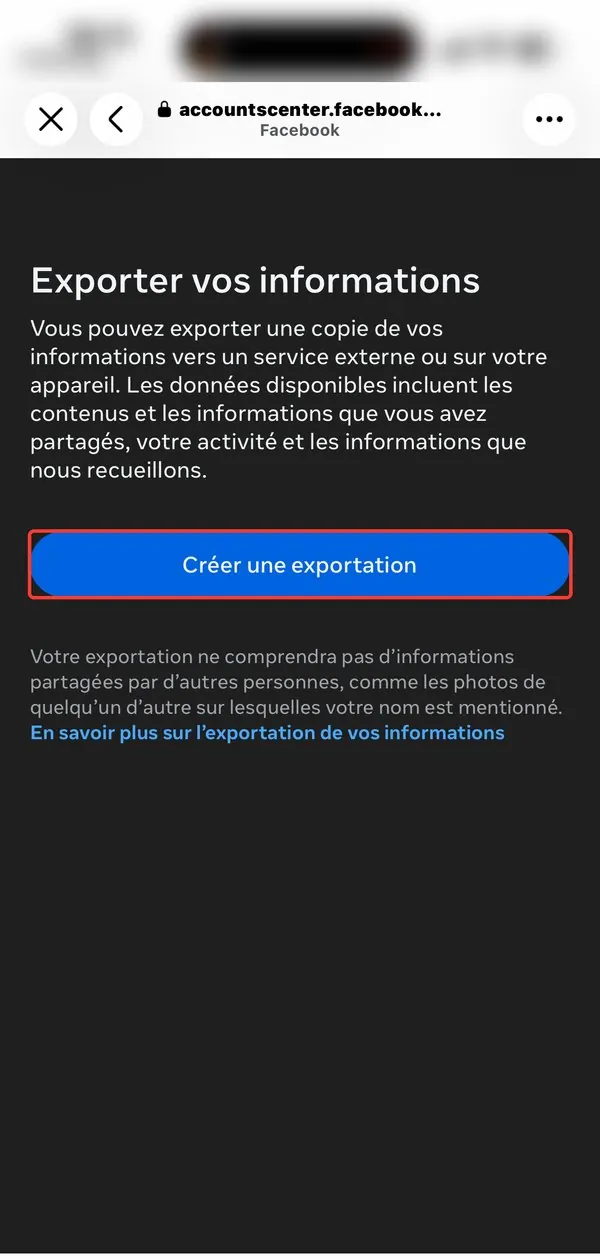 accountscenter.facebook...
Facebook
Exporter vos informations
Vous pouvez exporter une copie de vos
informations vers un service externe ou sur votre
appareil. Les données disponibles incluent les
contenus et les informations que vous avez
partagés, votre activité et les informations que
nous recueillons.
Créer une exportation
Votre exportation ne comprendra pas d’informations
partagées par d’autres personnes, comme les photos de
quelqu’un d’autre sur lesquelles votre nom est mentionné.
En savoir plus sur l’exportation de vos informations